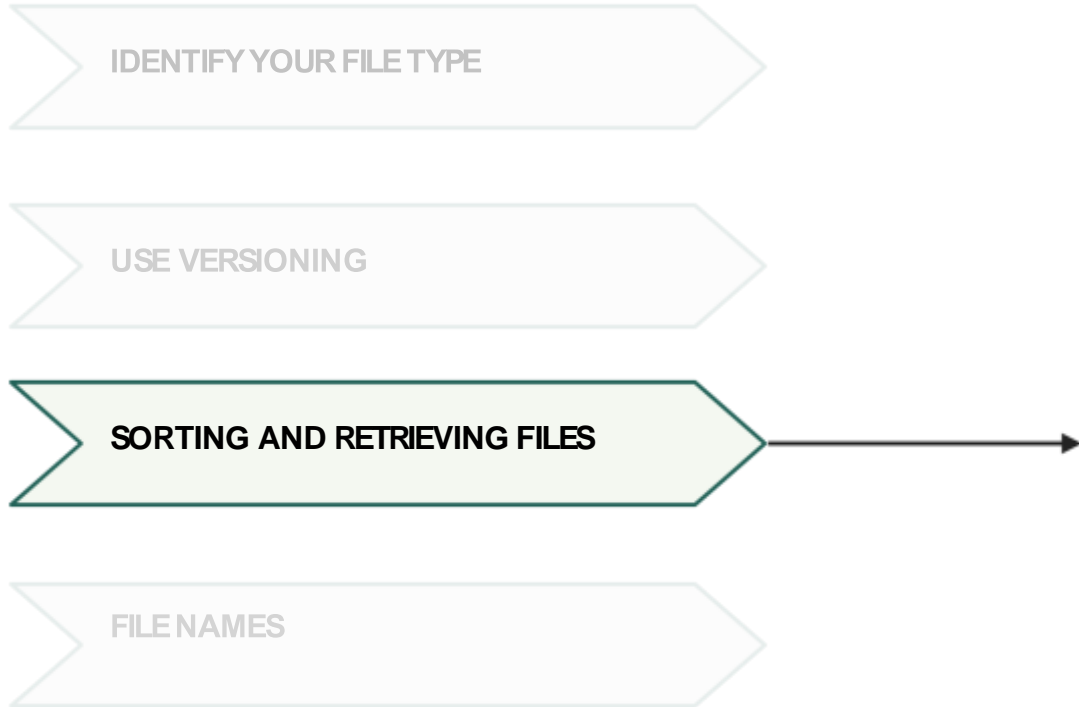 IDENTIFY YOUR FILE TYPE
USE VERSIONING
SORTING AND RETRIEVING FILES
FILE NAMES